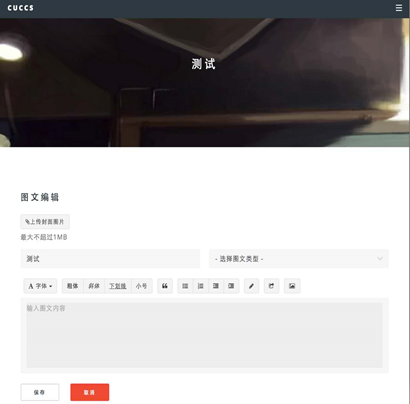 CUCCS
测试
图文编辑
上传封面图片
最大不超过1MB
测试
- 选择图文类型 -
A 字体 粗体 斜体 下划线 小号
输入图文内容
保存 取消